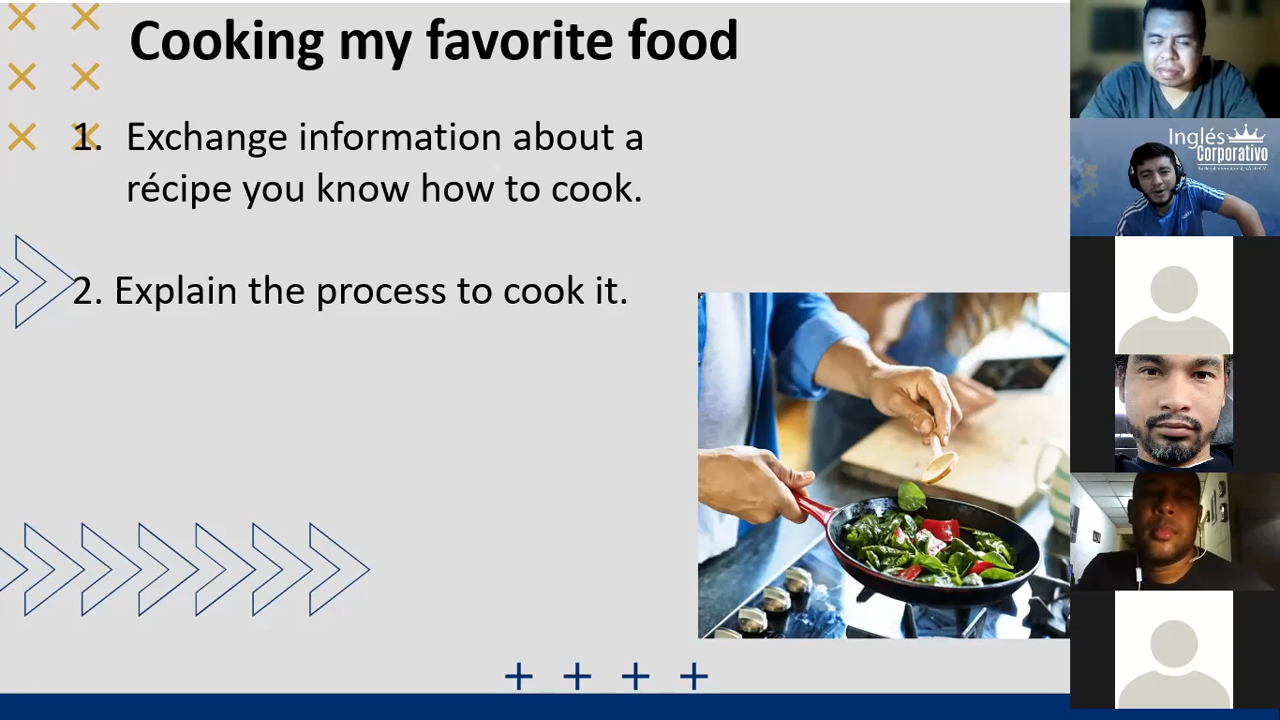 Cooking my favorite food
1. Exchange information about a
récipe you know how to cook.
2. Explain the process to cook it.
Inglés
Corporativo